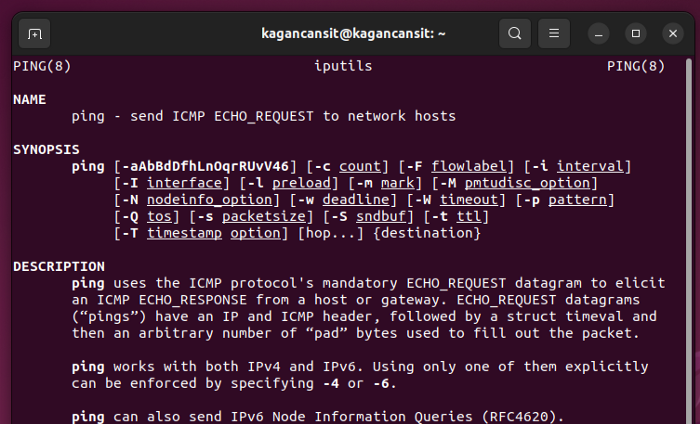 kagancansit@kagancansit: ~
PING(8) iputils PING(8)
NAME
ping - send ICMP ECHO_REQUEST to network hosts
SYNOPSIS
ping [-aAbBdDfhLnOqrRUvV46] [-c count] [-F flowlabel] [-i interval]
[-I interface] [-l preload] [-m mark] [-M pmtudisc_option]
[-N nodeinfo_option] [-w deadline] [-W timeout] [-p pattern]
[-Q tos] [-s packetsize] [-S sndbuf] [-t ttl]
[-T timestamp option] [hop...] {destination}
DESCRIPTION
ping uses the ICMP protocol's mandatory ECHO_REQUEST datagram to elicit
an ICMP ECHO_RESPONSE from a host or gateway. ECHO_REQUEST datagrams
(“pings”) have an IP and ICMP header, followed by a struct timeval and
then an arbitrary number of “pad” bytes used to fill out the packet.
ping works with both IPv4 and IPv6. Using only one of them explicitly
can be enforced by specifying -4 or -6.
ping can also send IPv6 Node Information Queries (RFC4620).